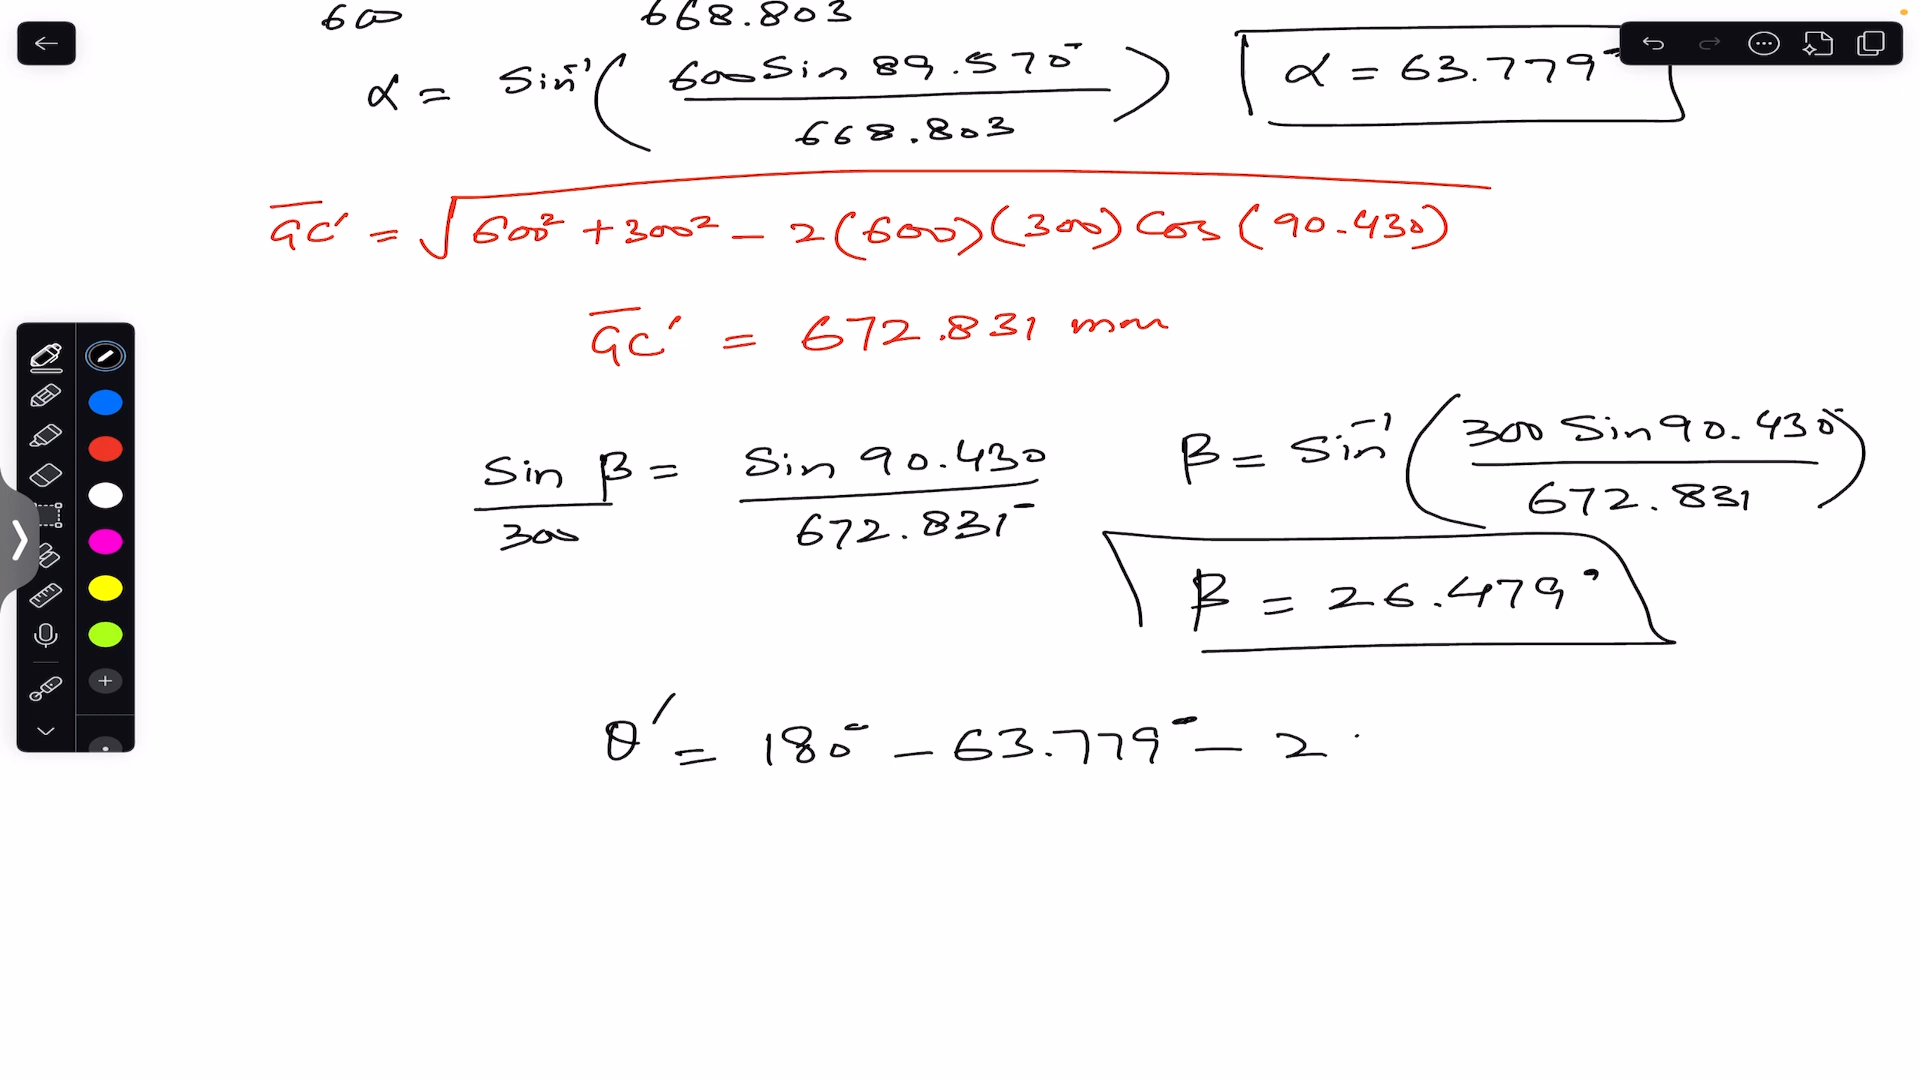 600 668.803
α = Sin⁻¹ ( 600 Sin 89.570° / 668.803 ) α = 63.779°
GC' = √ 600² + 300² - 2 (600) (300) Cos (90.430)
GC' = 672.831 mm
Sin β / 300 = Sin 90.430 / 672.831 β = Sin⁻¹ ( 300 Sin 90.430° / 672.831 )
β = 26.479°
θ' = 180° - 63.779° - 2